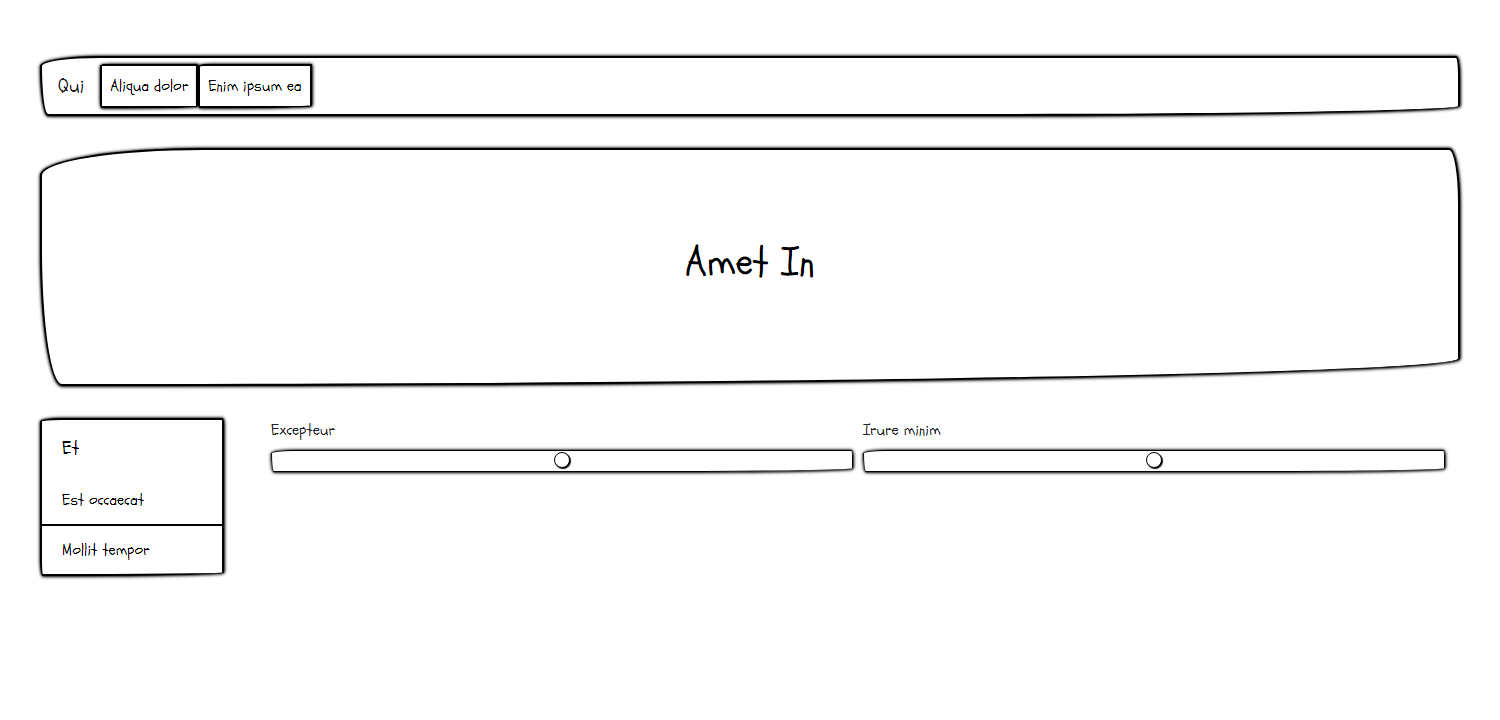 Qui Aliqua dolor Enim ipsum ea
Amet In
Et
Est occaecat
Mollit tempor
Excepteur
Irure minim